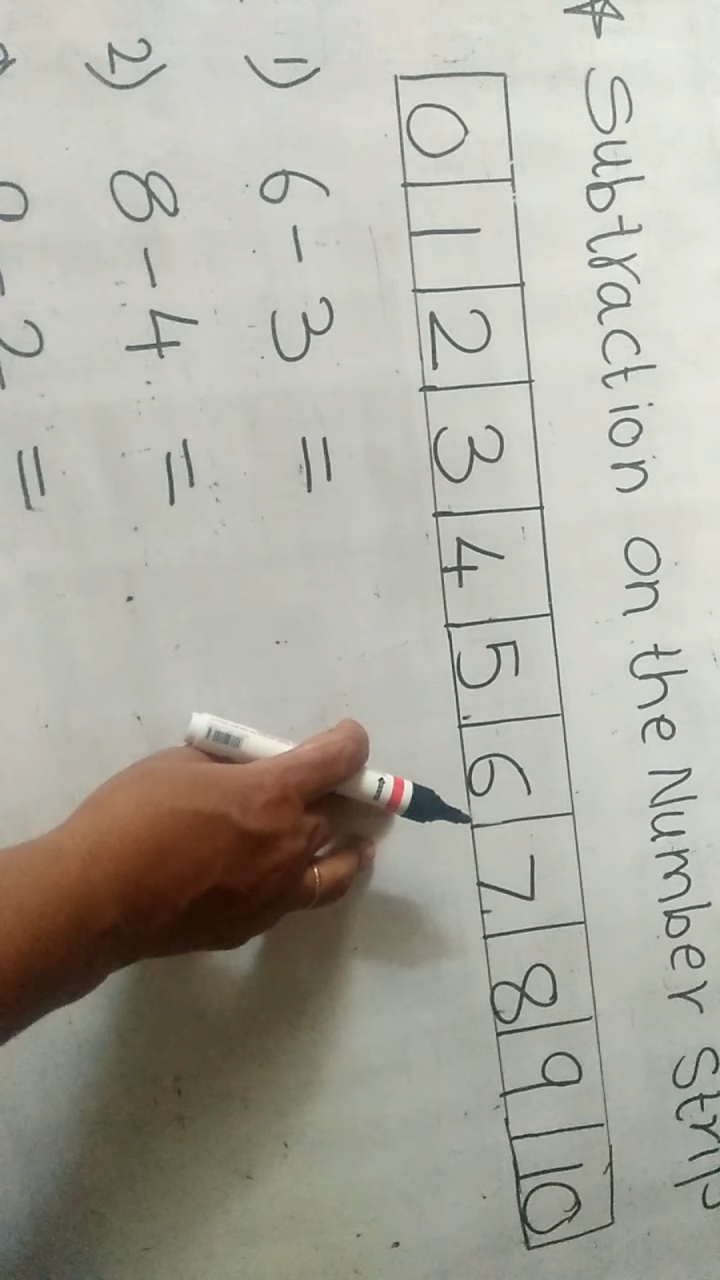 ☆ Subtraction on the Number Strip
0 1 2 3 4 5 6 7 8 9 10
1) 6 - 3 =
2) 8 - 4 =
- 2 =